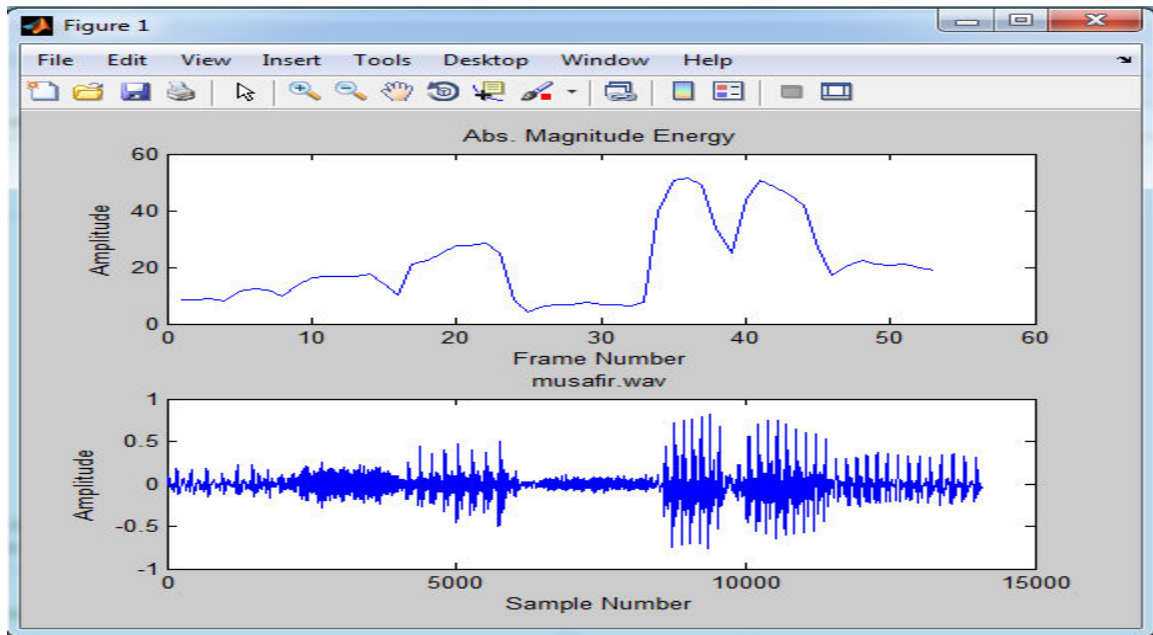 Figure 1
File Edit View Insert Tools Desktop Window Help
Abs. Magnitude Energy
60
40
20
0
Amplitude
0 10 20 30 40 50 60
Frame Number
musafir.wav
1
0.5
0
-0.5
-1
Amplitude
0 5000 10000 15000
Sample Number